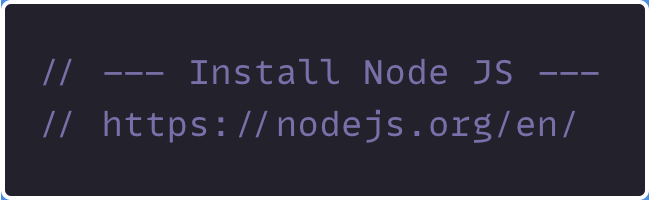 // --- Install Node JS ---
// https://nodejs.org/en/